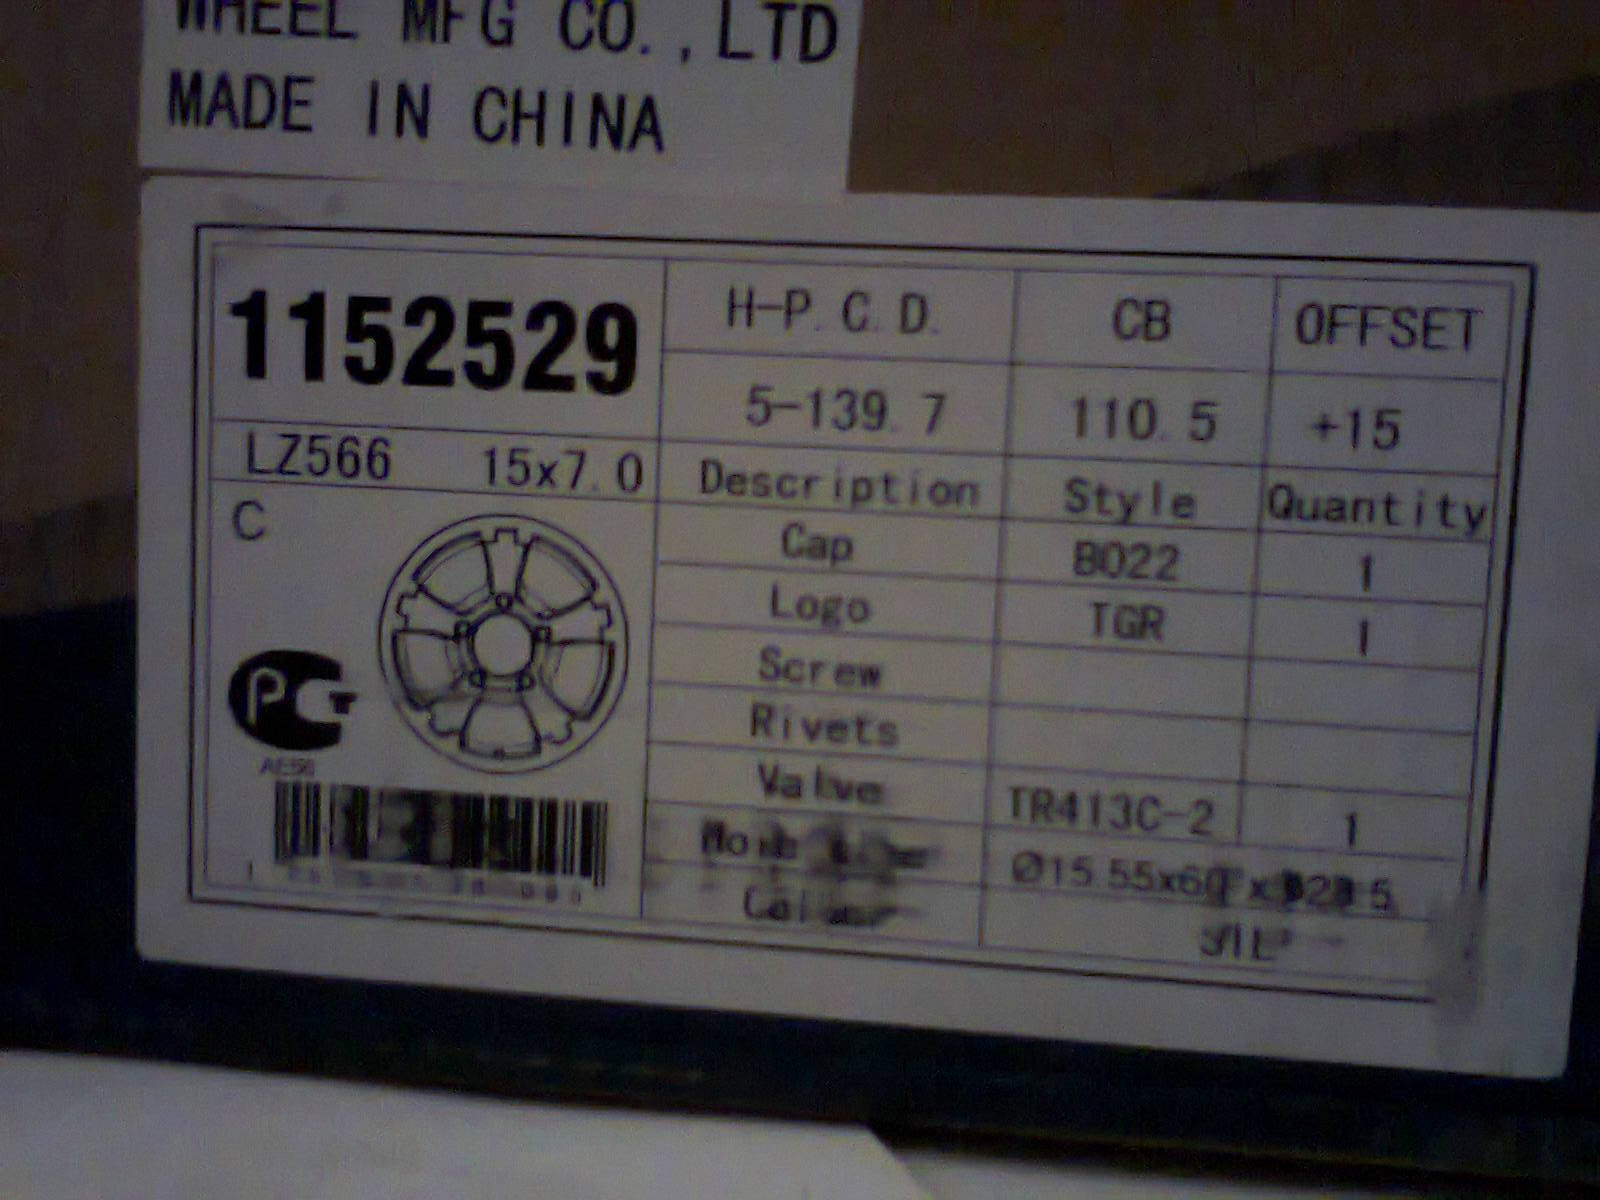 WHEEL MFG CO.,LTD
MADE IN CHINA
1152529
H-P.C.D.
CB
OFFSET
5-139.7
110.5
+15
LZ566 15x7.0
Description
Style
Quantity
C
Cap
B022
1
Logo
TGR
1
Screw
Rivets
Valve
TR413C-2
1
AE56